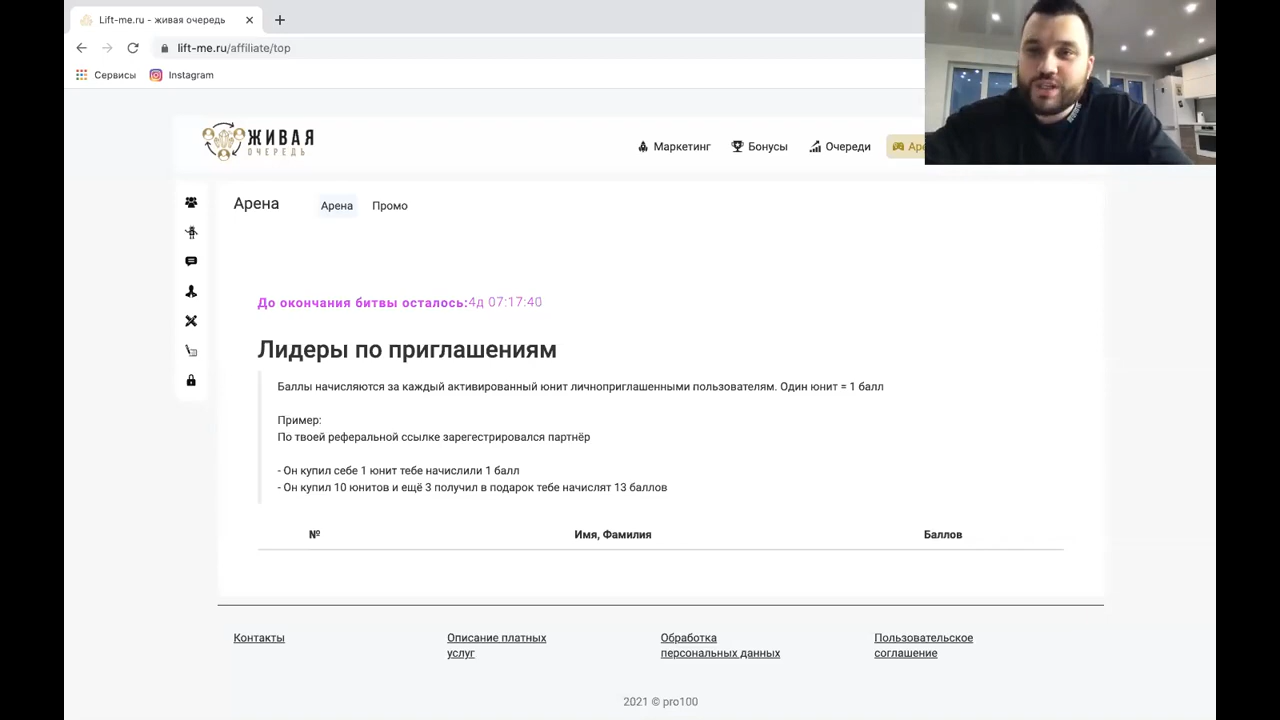 Lift-me.ru - живая очередь
lift-me.ru/affiliate/top
Сервисы
Instagram
ЖИВАЯ
ОЧЕРЕДЬ
Маркетинг
Бонусы
Очереди
Аре
Арена
Арена
Промо
До окончания битвы осталось:4д 07:17:40
Лидеры по приглашениям
Баллы начисляются за каждый активированный юнит личноприглашенными пользователям. Один юнит = 1 балл
Пример:
По твоей реферальной ссылке зарегестрировался партнёр
- Он купил себе 1 юнит тебе начислили 1 балл
- Он купил 10 юнитов и ещё 3 получил в подарок тебе начислят 13 баллов
№ Имя, Фамилия Баллов
Контакты
Описание платных
услуг
Обработка
персональных данных
Пользовательское
соглашение
2021 © pro100